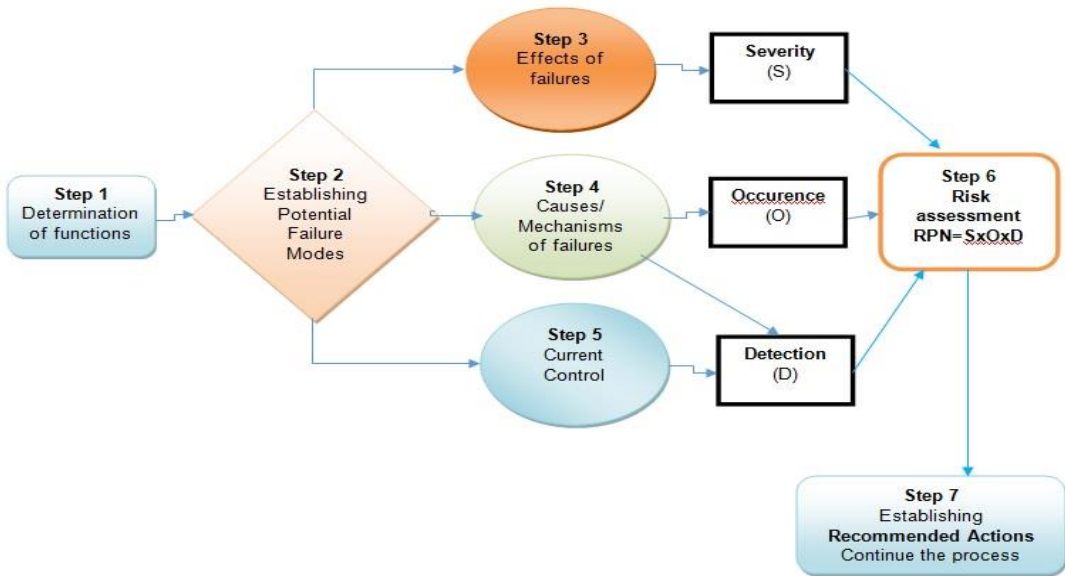 Step 1
Determination
of functions
Step 2
Establishing
Potential
Failure
Modes
Step 3
Effects of
failures
Severity
(S)
Step 4
Causes/
Mechanisms
of failures
Occurence
(O)
Step 5
Current
Control
Detection
(D)
Step 6
Risk
assessment
RPN=SxOxD
Step 7
Establishing
Recommended Actions
Continue the process